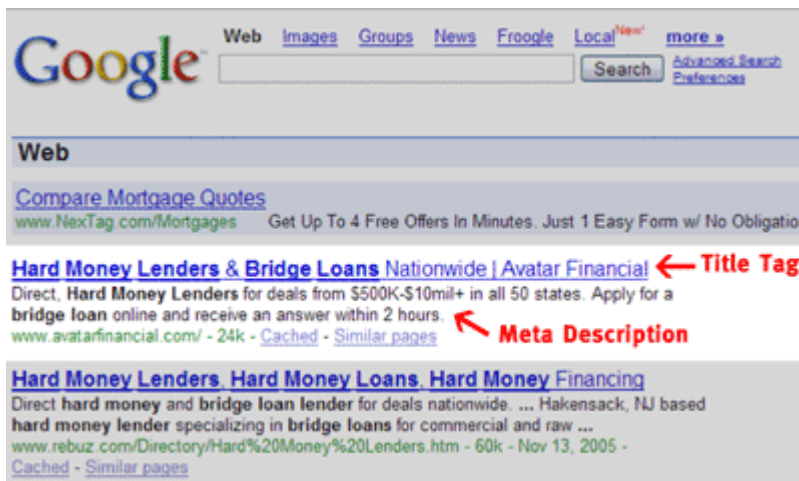 Google™
Web Images Groups News Froogle Local New! more »
Search Advanced Search
Preferences
Web
Compare Mortgage Quotes
www.NexTag.com/Mortgages Get Up To 4 Free Offers In Minutes. Just 1 Easy Form w/ No Obligatio
Hard Money Lenders & Bridge Loans Nationwide | Avatar Financial Title Tag
Direct, Hard Money Lenders for deals from $500K-$10mil+ in all 50 states. Apply for a
bridge loan online and receive an answer within 2 hours.
Meta Description
www.avatarfinancial.com/ - 24k - Cached - Similar pages
Hard Money Lenders, Hard Money Loans, Hard Money Financing
Direct hard money and bridge loan lender for deals nationwide. ... Hakensack, NJ based
hard money lender specializing in bridge loans for commercial and raw ...
www.rebuz.com/Directory/Hard%20Money%20Lenders.htm - 60k - Nov 13, 2005 -
Cached - Similar pages